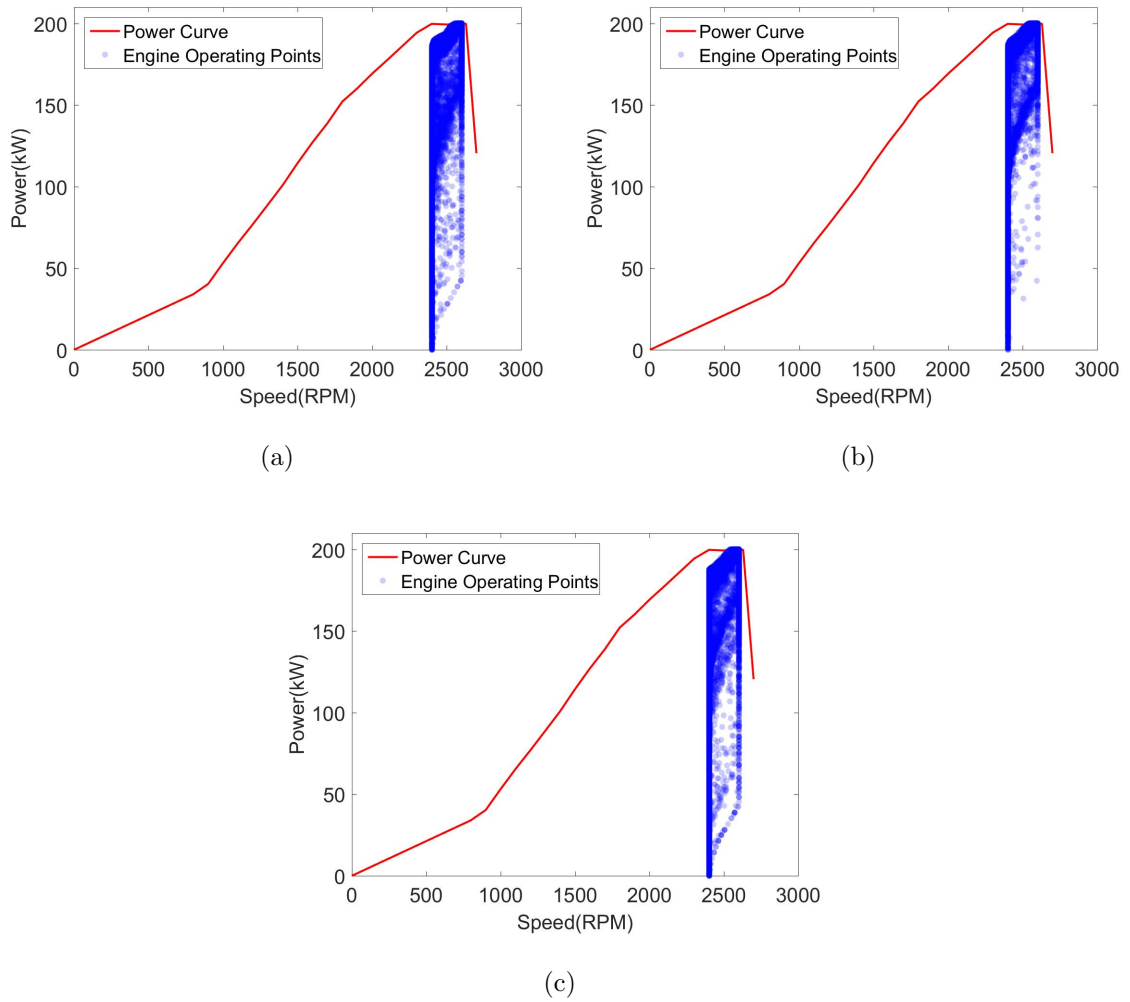 Power Curve
Engine Operating Points
Power(kW)
200
150
100
50
0
0 500 1000 1500 2000 2500 3000
Speed(RPM)
(a)
Power Curve
Engine Operating Points
Power(kW)
200
150
100
50
0
0 500 1000 1500 2000 2500 3000
Speed(RPM)
(b)
Power Curve
Engine Operating Points
Power(kW)
200
150
100
50
0
0 500 1000 1500 2000 2500 3000
Speed(RPM)
(c)